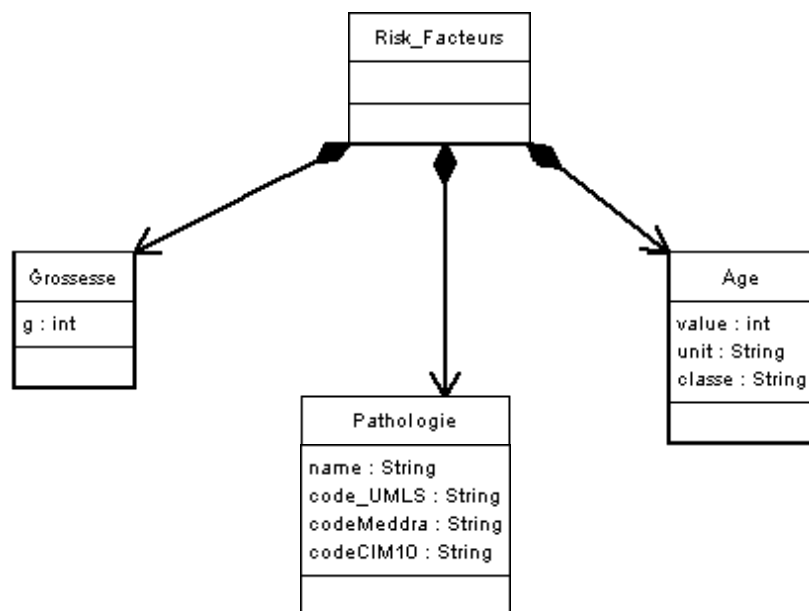 Risk_Facteurs
Grossesse
g : int
Age
value : int
unit : String
classe : String
Pathologie
name : String
code_UMLS : String
codeMeddra : String
codeCIM10 : String